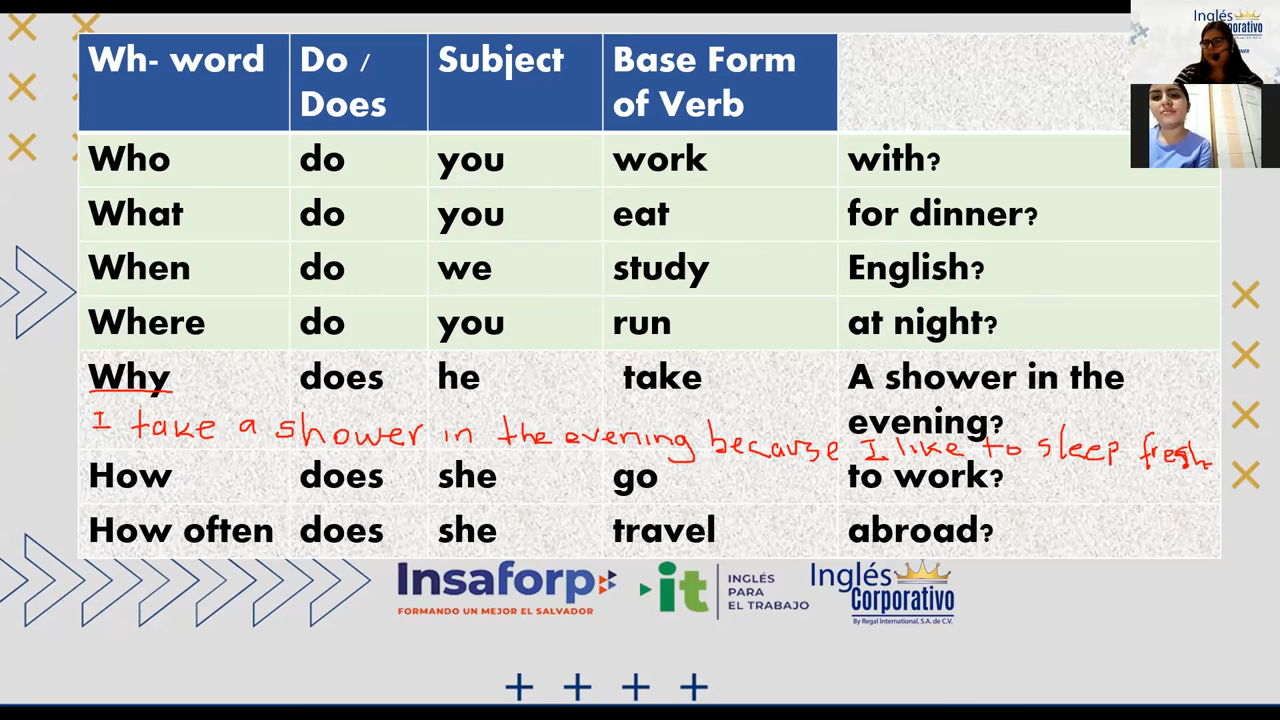 Wh- word Do / Does Subject Base Form of Verb
Who do you work with?
What do you eat for dinner?
When do we study English?
Where do you run at night?
Why does he take A shower in the evening?
I take a shower in the evening because I like to sleep fresh
How does she go to work?
How often does she travel abroad?
Insaforp
FORMANDO UN MEJOR EL SALVADOR
it
INGLÉS
PARA
EL TRABAJO
Inglés
Corporativo
By Regal International, S.A. de C.V.
Inglés